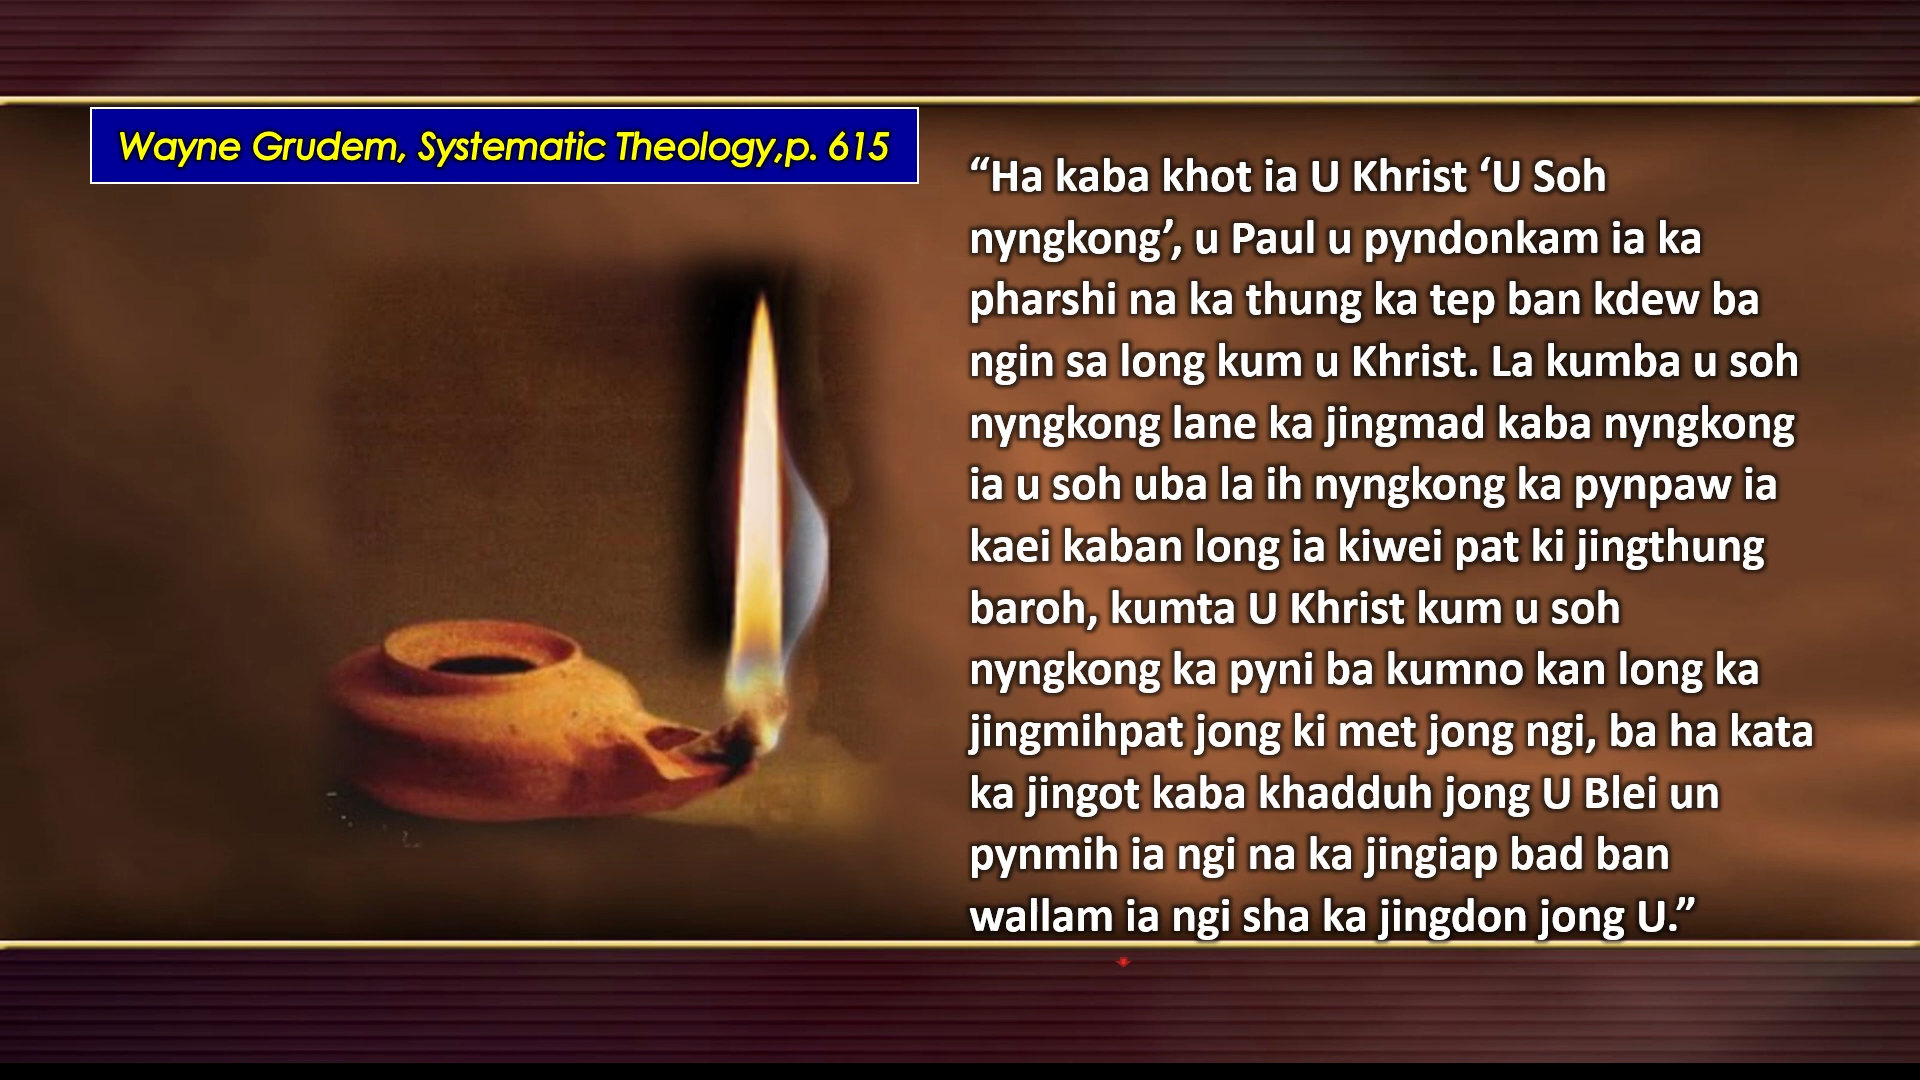 Wayne Grudem, Systematic Theology,p. 615
“Ha kaba khot ia U Khrist ‘U Soh
nyngkong’, u Paul u pyndonkam ia ka
pharshi na ka thung ka tep ban kdew ba
ngin sa long kum u Khrist. La kumba u soh
nyngkong lane ka jingmad kaba nyngkong
ia u soh uba la ih nyngkong ka pynpaw ia
kaei kaban long ia kiwei pat ki jingthung
baroh, kumta U Khrist kum u soh
nyngkong ka pyni ba kumno kan long ka
jingmihpat jong ki met jong ngi, ba ha kata
ka jingot kaba khadduh jong U Blei un
pynmih ia ngi na ka jingiap bad ban
wallam ia ngi sha ka jingdon jong U.”